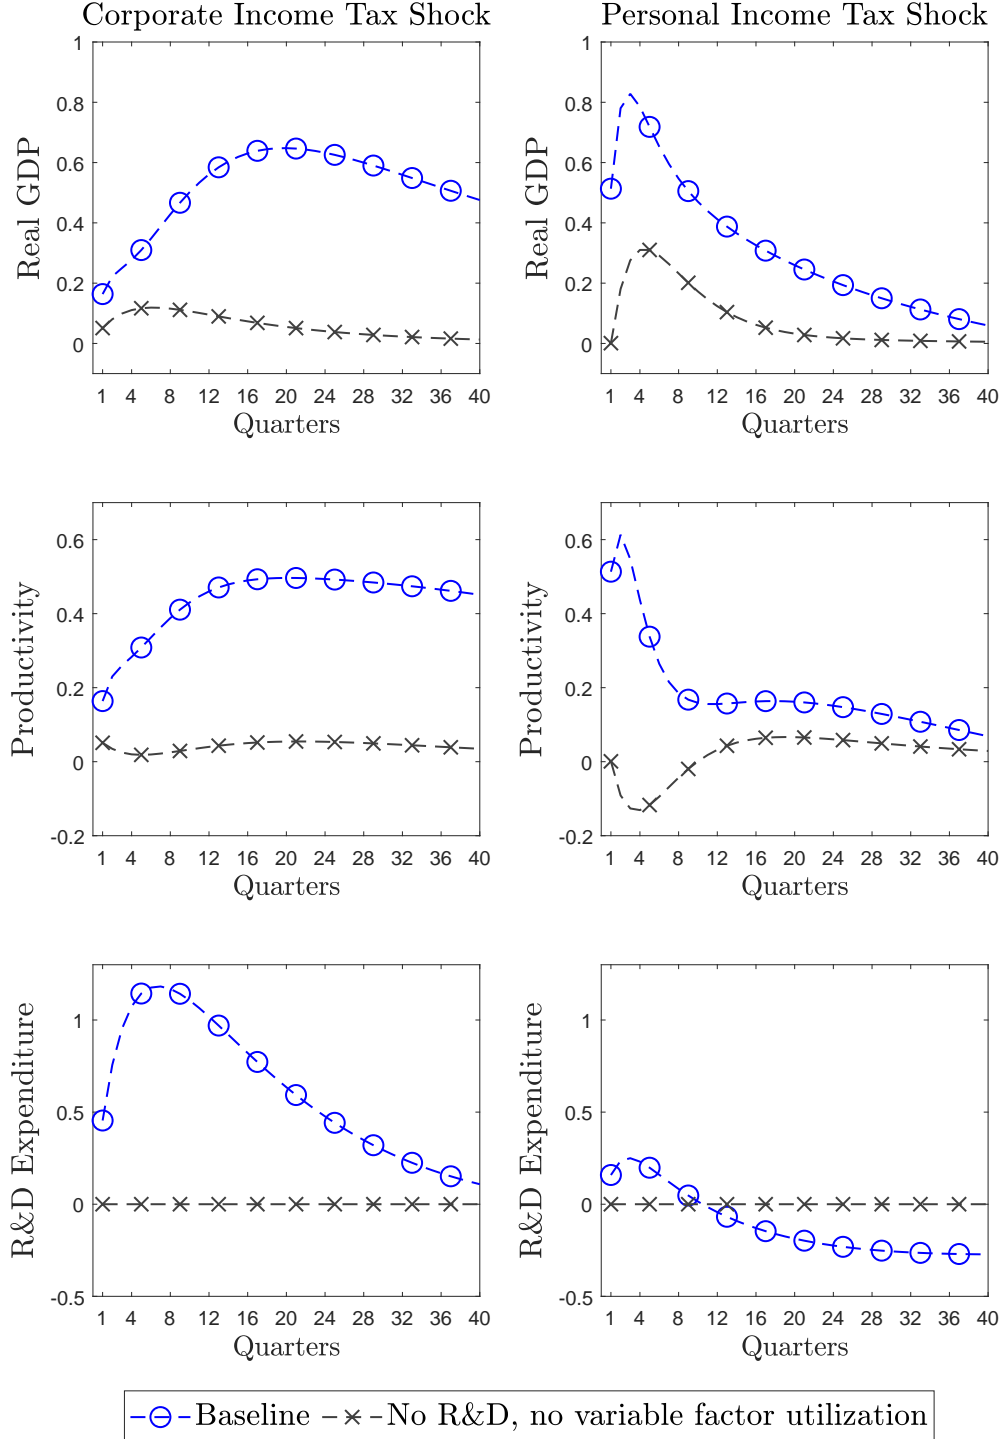 Corporate Income Tax Shock
Personal Income Tax Shock
Real GDP
1
0.8
0.6
0.4
0.2
0
1 4 8 12 16 20 24 28 32 36 40
Quarters
Real GDP
1
0.8
0.6
0.4
0.2
0
1 4 8 12 16 20 24 28 32 36 40
Quarters
Productivity
0.6
0.4
0.2
0
-0.2
1 4 8 12 16 20 24 28 32 36 40
Quarters
Productivity
0.6
0.4
0.2
0
-0.2
1 4 8 12 16 20 24 28 32 36 40
Quarters
R&D Expenditure
1
0.5
0
-0.5
1 4 8 12 16 20 24 28 32 36 40
Quarters
R&D Expenditure
1
0.5
0
-0.5
1 4 8 12 16 20 24 28 32 36 40
Quarters
Baseline
No R&D, no variable factor utilization